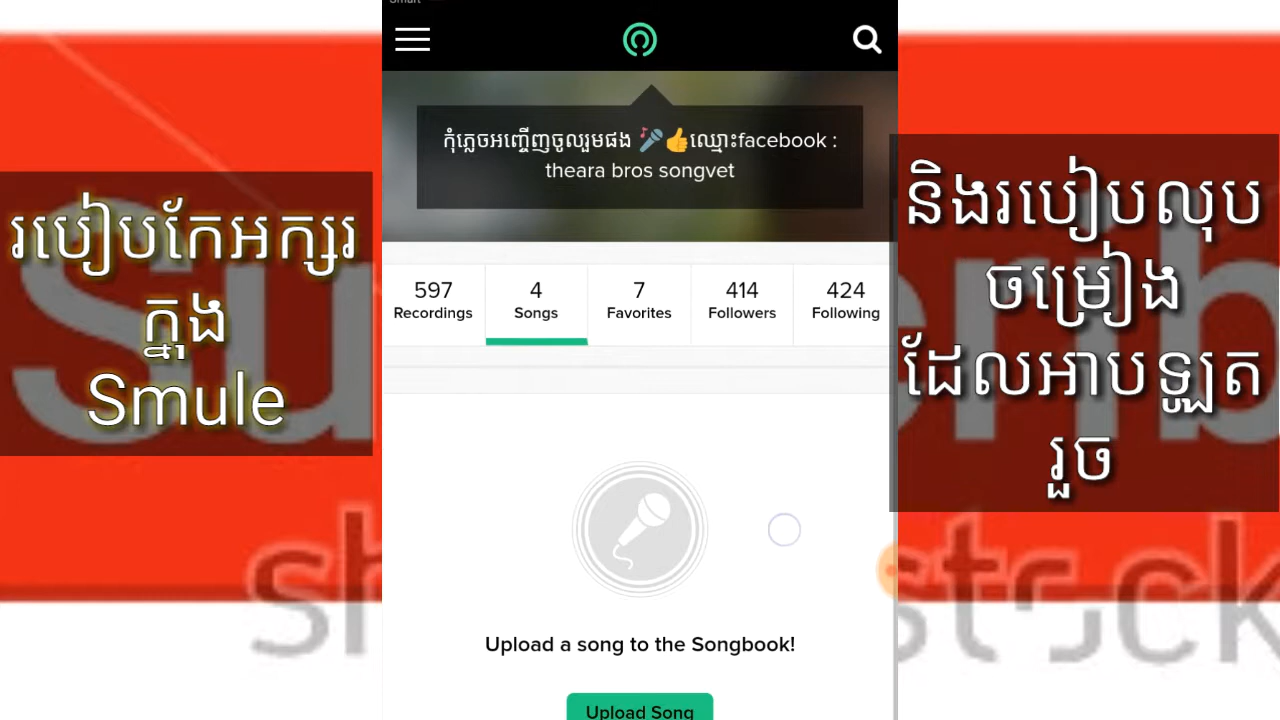 របៀបកែអក្សរ
ក្នុង
Smule
កុំភ្លេចអញ្ចើញចូលរួមផង 🎤👍ឈ្មោះfacebook :
theara bros songvet
597
Recordings
4
Songs
7
Favorites
414
Followers
424
Following
Upload a song to the Songbook!
Upload Song
និងរបៀបលុប
ចម្រៀង
ដែលអាបឡូត
រួច